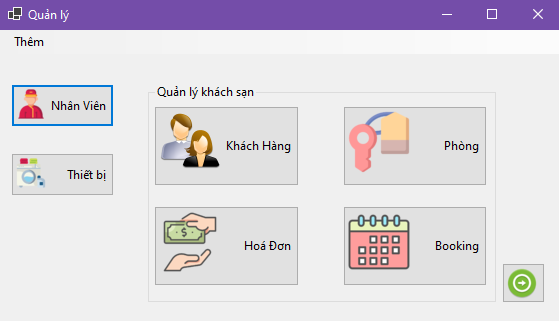 Quản lý
Thêm
Nhân Viên
Thiết bị
Quản lý khách sạn
Khách Hàng
Phòng
Hoá Đơn
Booking